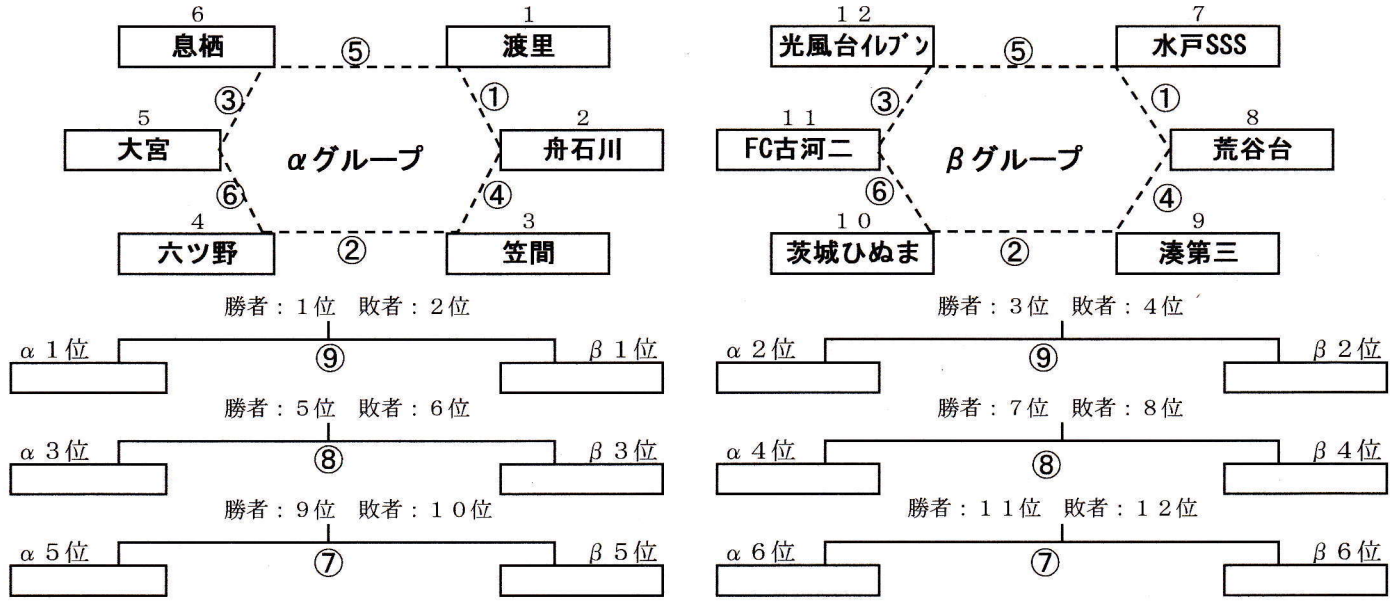 6 1 12 7
息栖 ⑤ 渡里 光風台ｲﾚﾌﾞﾝ ⑤ 水戸SSS
③ ① ③ ①
5 2 11 8
大宮 αグループ 舟石川 FC古河二 βグループ 荒谷台
⑥ ④ ⑥ ④
4 3 10 9
六ツ野 ② 笠間 茨城ひぬま ② 湊第三
勝者：1位 敗者：2位 勝者：3位 敗者：4位
α1位 ⑨ β1位 α2位 ⑨ β2位
勝者：5位 敗者：6位 勝者：7位 敗者：8位
α3位 ⑧ β3位 α4位 ⑧ β4位
勝者：9位 敗者：10位 勝者：11位 敗者：12位
α5位 ⑦ β5位 α6位 ⑦ β6位